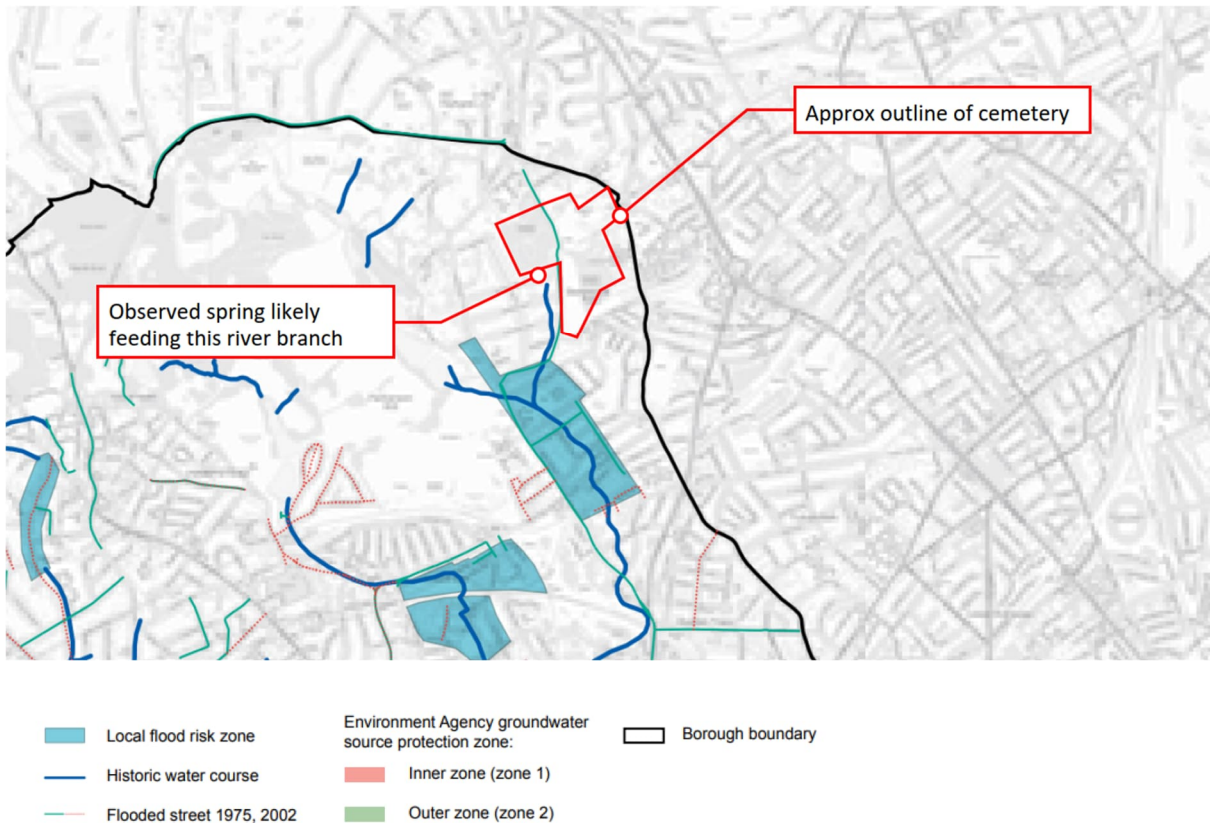 Approx outline of cemetery
Observed spring likely
feeding this river branch
Local flood risk zone
Historic water course
Flooded street 1975, 2002
Environment Agency groundwater
source protection zone:
Inner zone (zone 1)
Outer zone (zone 2)
Borough boundary